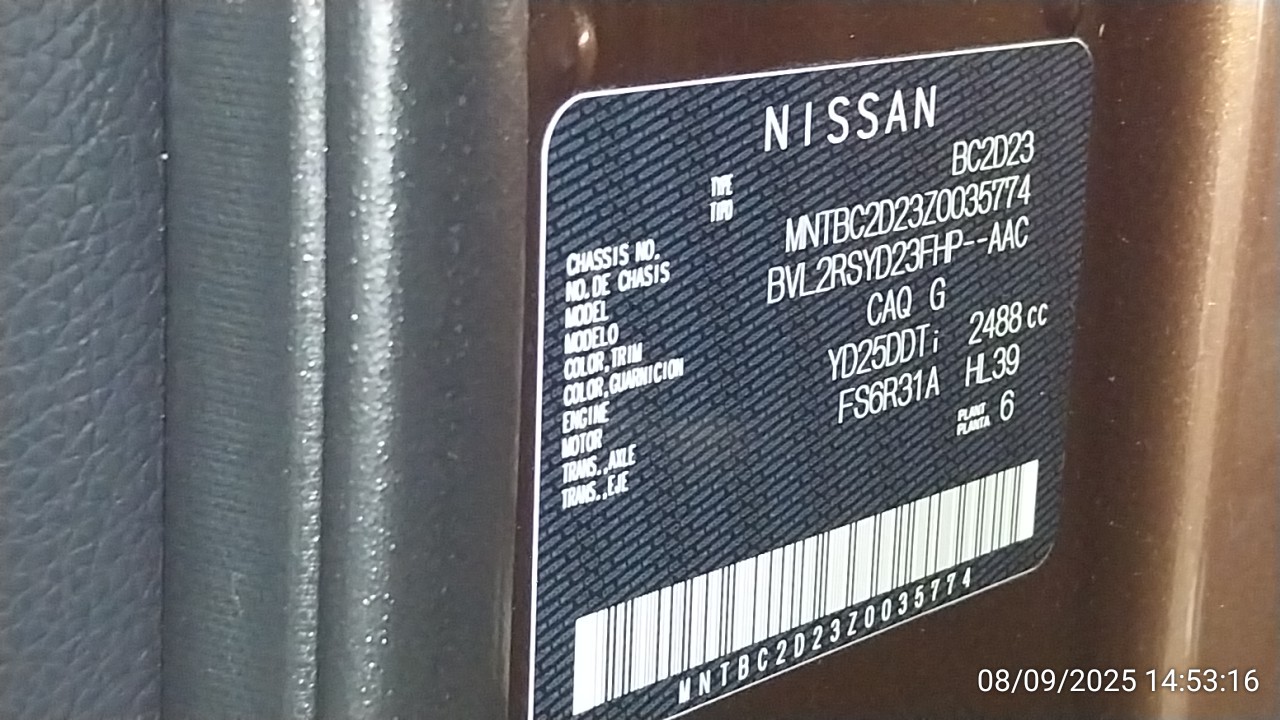 NISSAN
TYPE
TIPO
BC2D23
CHASSIS NO.
NO. DE CHASIS
MNTBC2D23Z0035774
MODEL
MODELO
BVL2RSYD23FHP--AAC
COLOR,TRIM
COLOR,GUARNICION
CAQ G
ENGINE
MOTOR
YD25DDTi 2488 cc
TRANS.,AXLE
TRANS.,EJE
FS6R31A HL39
PLANT
PLANTA
6
MNTBC2D23Z0035774
08/09/2025 14:53:16